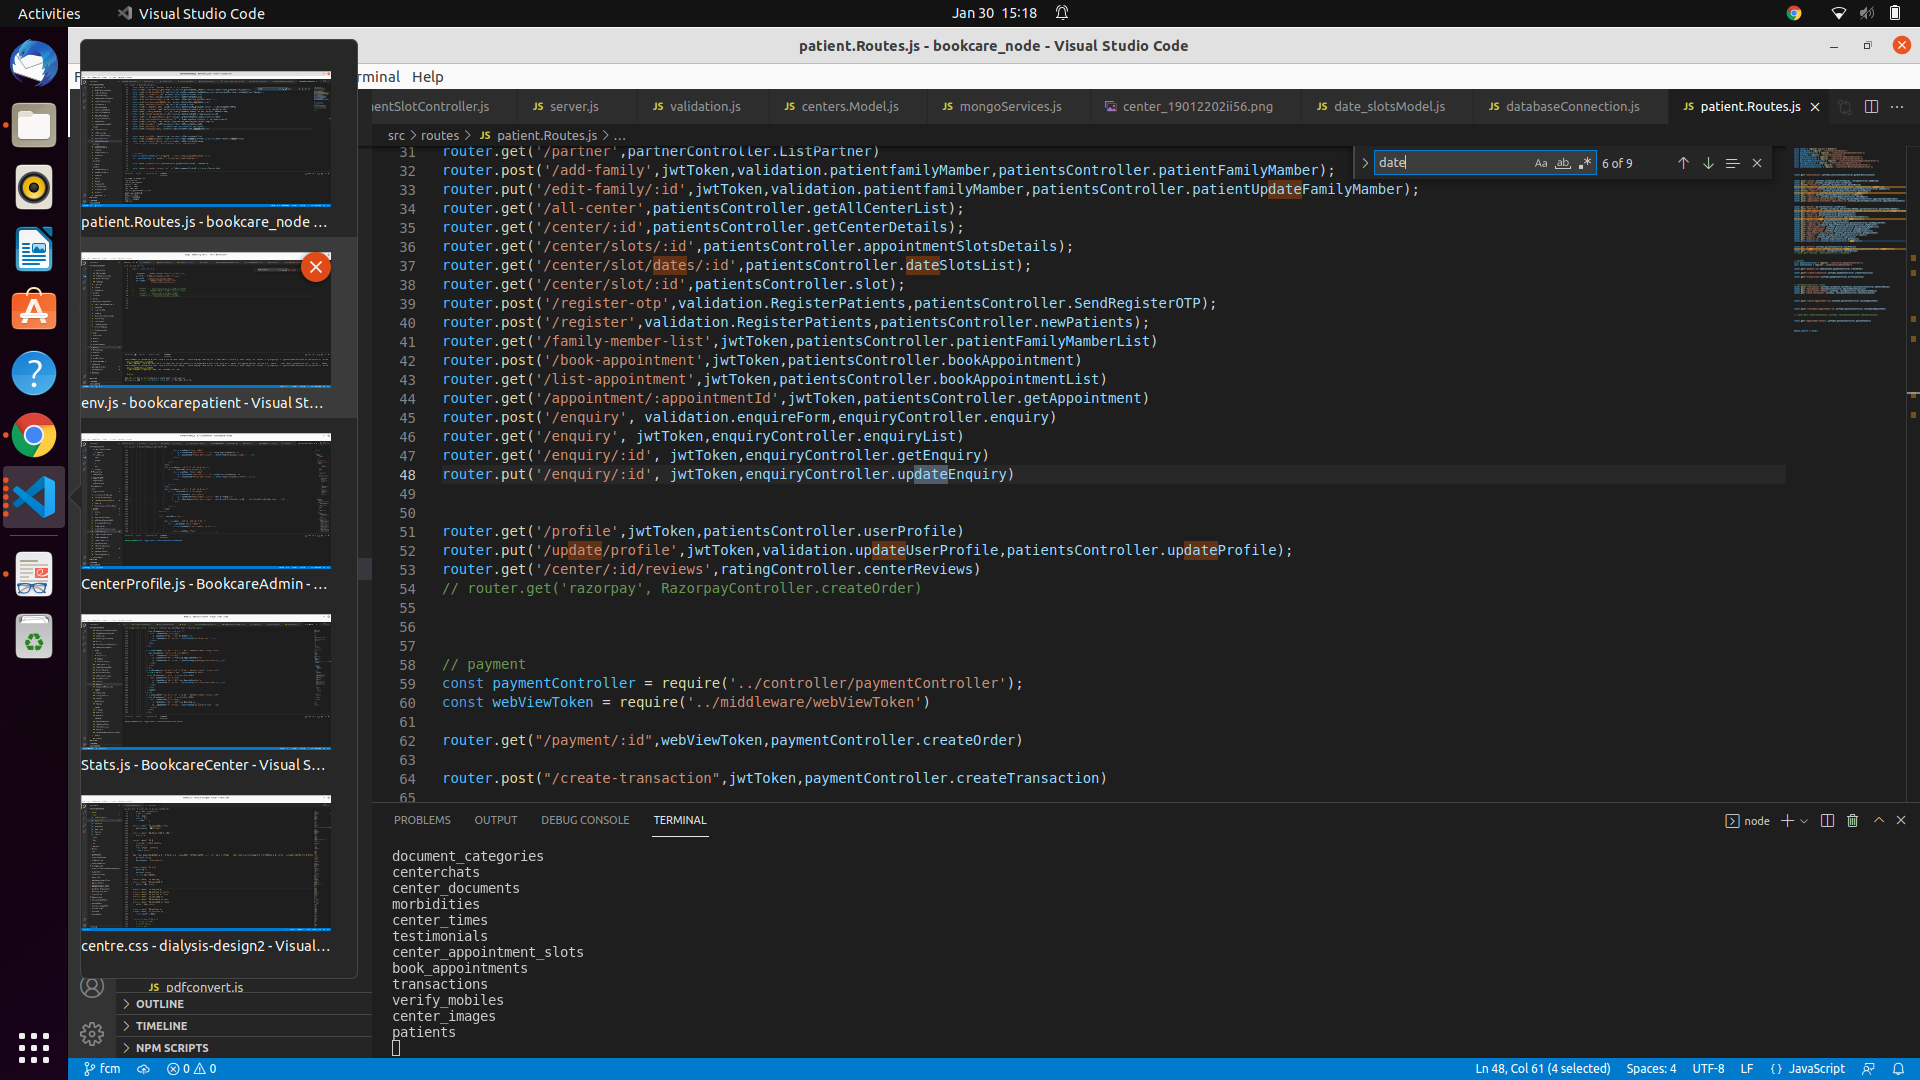 Activities
Visual Studio Code
Jan 30 15:18
patient.Routes.js - bookcare_node - Visual Studio Code
rminal Help
entSlotController.js
JS server.js
JS validation.js
JS centers.Model.js
JS mongoServices.js
center_19012202ii56.png
JS date_slotsModel.js
JS databaseConnection.js
JS patient.Routes.js
src > routes > JS patient.Routes.js > ...
date
Aa ab .* 6 of 9
31 router.get('/partner',partnerController.ListPartner)
32 router.post('/add-family',jwtToken,validation.patientfamilyMamber,patientsController.patientFamilyMamber);
33 router.put('/edit-family/:id',jwtToken,validation.patientfamilyMamber,patientsController.patientUpdateFamilyMamber);
34 router.get('/all-center',patientsController.getAllCenterList);
35 router.get('/center/:id',patientsController.getCenterDetails);
36 router.get('/center/slots/:id',patientsController.appointmentSlotsDetails);
37 router.get('/center/slot/dates/:id',patientsController.dateSlotsList);
38 router.get('/center/slot/:id',patientsController.slot);
39 router.post('/register-otp',validation.RegisterPatients,patientsController.SendRegisterOTP);
40 router.post('/register',validation.RegisterPatients,patientsController.newPatients);
41 router.get('/family-member-list',jwtToken,patientsController.patientFamilyMamberList)
42 router.post('/book-appointment',jwtToken,patientsController.bookAppointment)
43 router.get('/list-appointment',jwtToken,patientsController.bookAppointmentList)
44 router.get('/appointment/:appointmentId',jwtToken,patientsController.getAppointment)
45 router.post('/enquiry', validation.enquireForm,enquiryController.enquiry)
46 router.get('/enquiry', jwtToken,enquiryController.enquiryList)
47 router.get('/enquiry/:id', jwtToken,enquiryController.getEnquiry)
48 router.put('/enquiry/:id', jwtToken,enquiryController.updateEnquiry)
49
50
51 router.get('/profile',jwtToken,patientsController.userProfile)
52 router.put('/update/profile',jwtToken,validation.updateUserProfile,patientsController.updateProfile);
53 router.get('/center/:id/reviews',ratingController.centerReviews)
54 // router.get('razorpay', RazorpayController.createOrder)
55
56
57
58 // payment
59 const paymentController = require('../controller/paymentController');
60 const webViewToken = require('../middleware/webViewToken')
61
62 router.get("/payment/:id",webViewToken,paymentController.createOrder)
63
64 router.post("/create-transaction",jwtToken,paymentController.createTransaction)
65
patient.Routes.js - bookcare_node ...
env.js - bookcarepatient - Visual St...
CenterProfile.js - BookcareAdmin - ...
Stats.js - BookcareCenter - Visual S...
centre.css - dialysis-design2 - Visual...
JS pdfconvert.js
OUTLINE
TIMELINE
NPM SCRIPTS
PROBLEMS OUTPUT DEBUG CONSOLE TERMINAL
node
document_categories
centerchats
center_documents
morbidities
center_times
testimonials
center_appointment_slots
book_appointments
transactions
verify_mobiles
center_images
patients
fcm
0 0
Ln 48, Col 61 (4 selected)
Spaces: 4
UTF-8
LF
{ } JavaScript